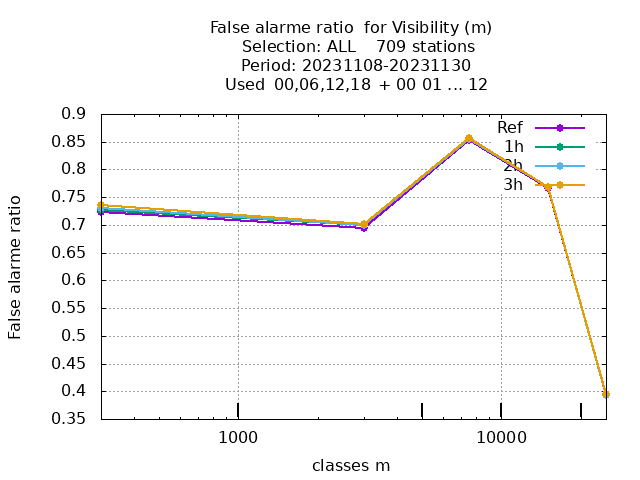 False alarme ratio  for Visibility (m)
Selection: ALL    709 stations
Period: 20231108-20231130
Used  00,06,12,18 + 00 01 ... 12
0.9
0.85
0.8
0.75
0.7
0.65
0.6
0.55
0.5
0.45
0.4
0.35
False alarme ratio
Ref
1h
2h
3h
1000
10000
classes m